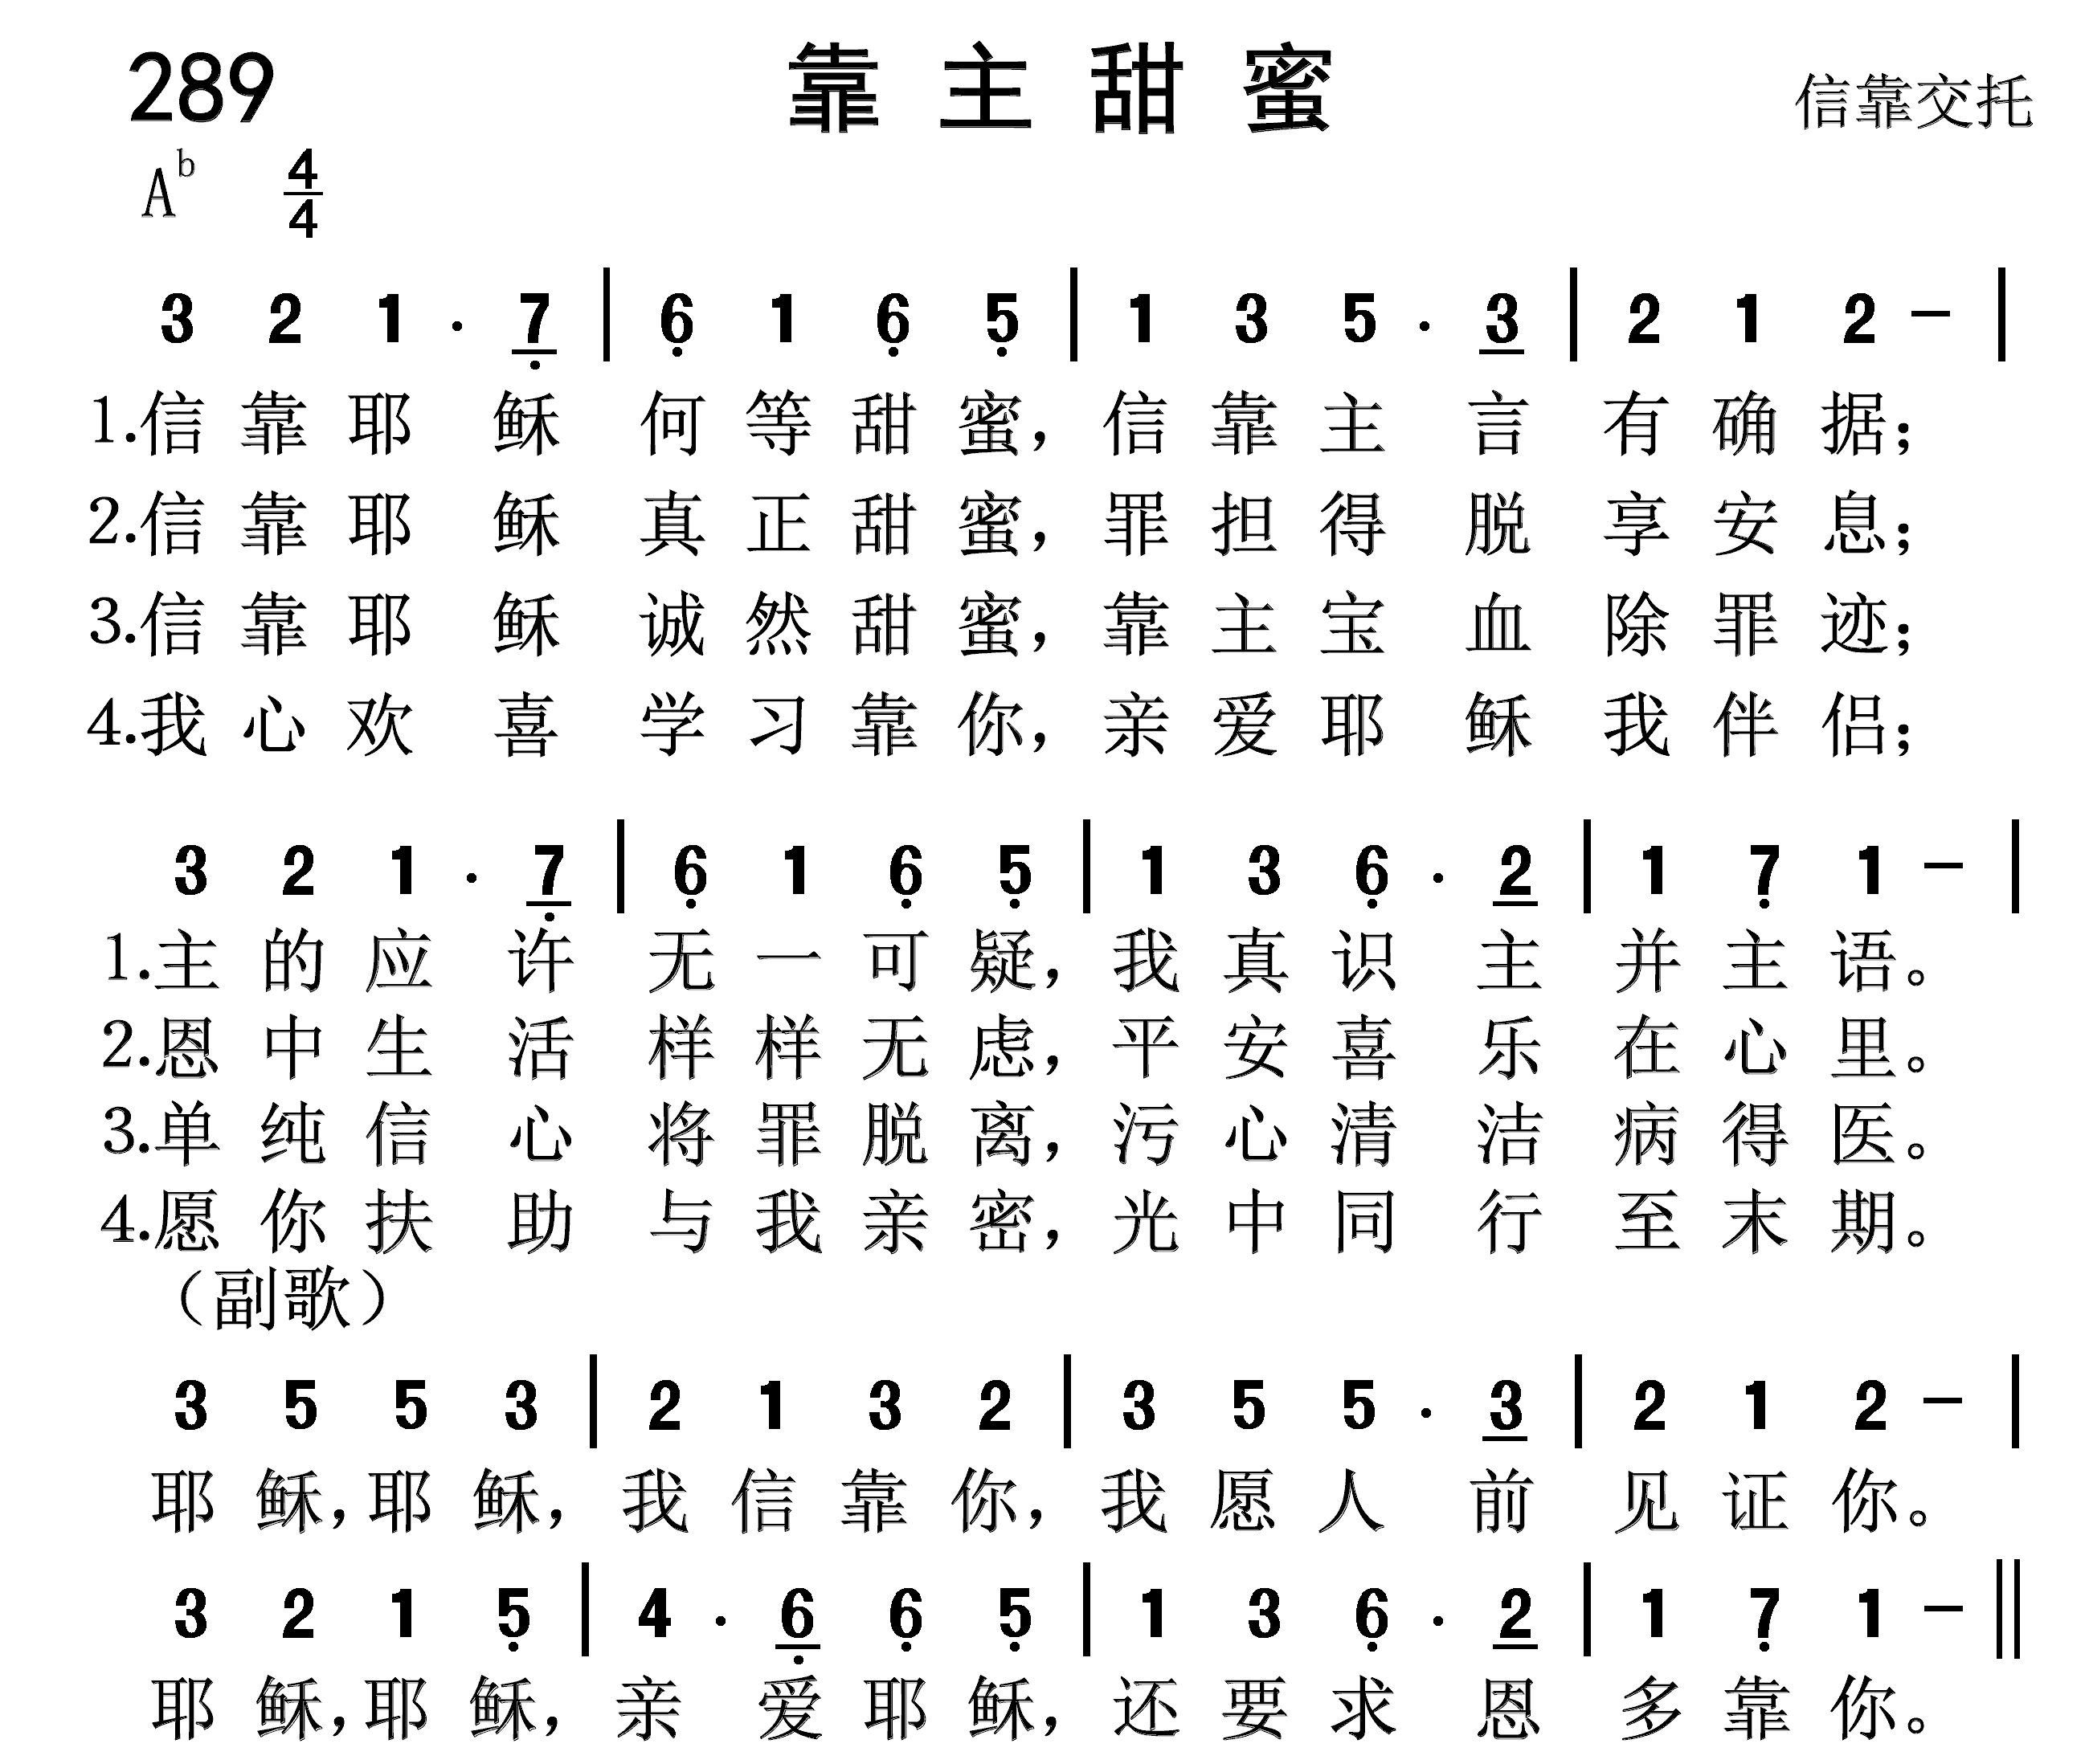 289 靠主甜蜜 信靠交托
A♭ 4/4
3 2 1 · 7̣ | 6̣ 1 6̣ 5̣ | 1 3 5 · 3 | 2 1 2 — |
1.信靠耶稣何等甜蜜，信靠主言有确据；
2.信靠耶稣真正甜蜜，罪担得脱享安息；
3.信靠耶稣诚然甜蜜，靠主宝血除罪迹；
4.我心欢喜学习靠你，亲爱耶稣我伴侣；
3 2 1 · 7̣ | 6̣ 1 6̣ 5̣ | 1 3 6̣ · 2 | 1 7̣ 1 — |
1.主的应许无一可疑，我真识主并主语。
2.恩中生活样样无虑，平安喜乐在心里。
3.单纯信心将罪脱离，污心清洁病得医。
4.愿你扶助与我亲密，光中同行至末期。
（副歌）
3 5 5 3 | 2 1 3 2 | 3 5 5 · 3 | 2 1 2 — |
耶稣，耶稣，我信靠你，我愿人前见证你。
3 2 1 5̣ | 4 · 6̣ 6̣ 5̣ | 1 3 6̣ · 2 | 1 7̣ 1 — ‖
耶稣，耶稣，亲爱耶稣，还要求恩多靠你。